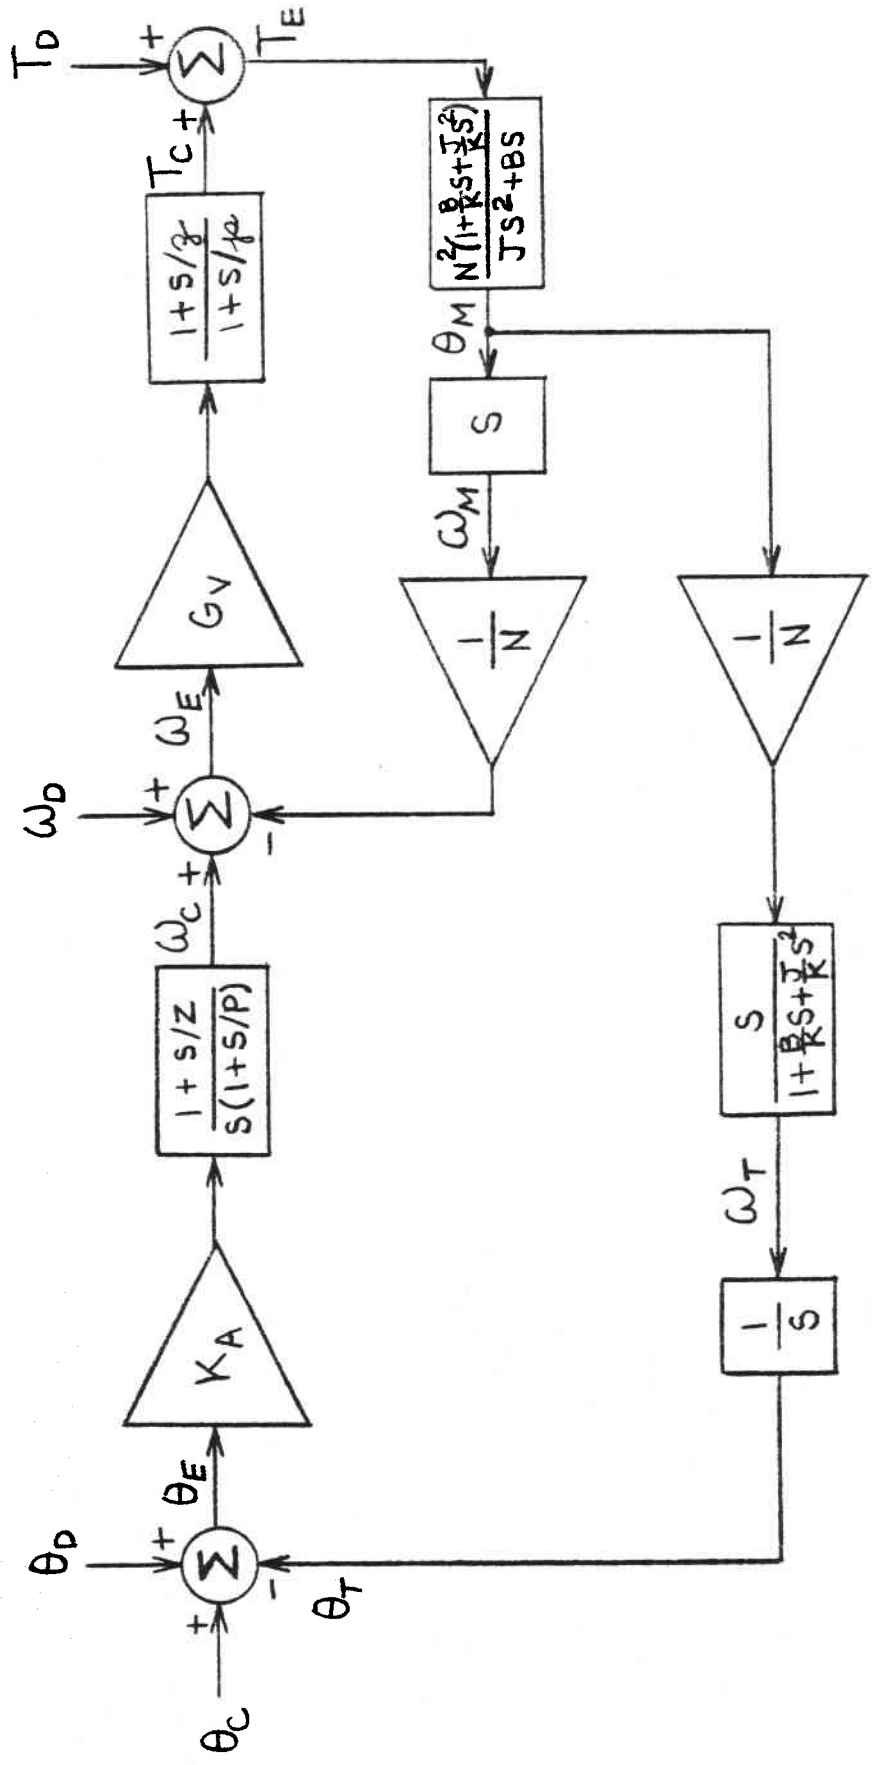 θ_C
+
θ_D
+
-
θ_T
Σ
θ_E
K_A
1 + S/Z
S(1 + S/P)
ω_C
+
ω_D
+
-
Σ
ω_E
G_V
1 + S/z
1 + S/p
T_C
+
T_D
+
Σ
T_E
N²(1 + B/K S + J/K S²)
JS² + BS
θ_M
S
ω_M
1
N
1
N
S
1 + B/K S + J/K S²
ω_T
1
S